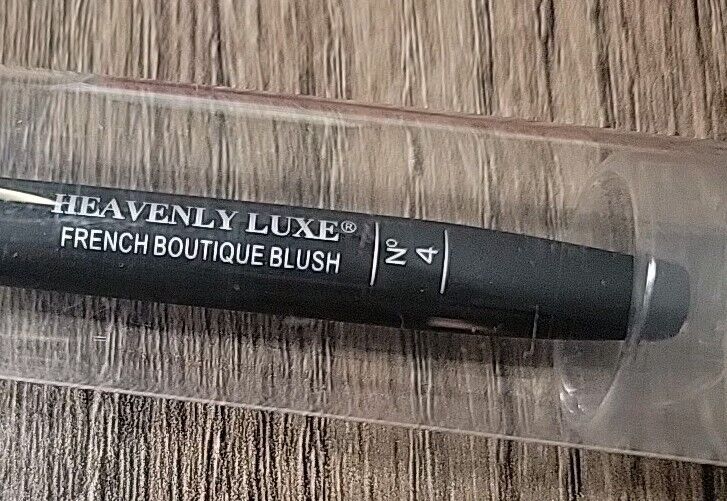 HEAVENLY LUXE®
FRENCH BOUTIQUE BLUSH
Nº
4